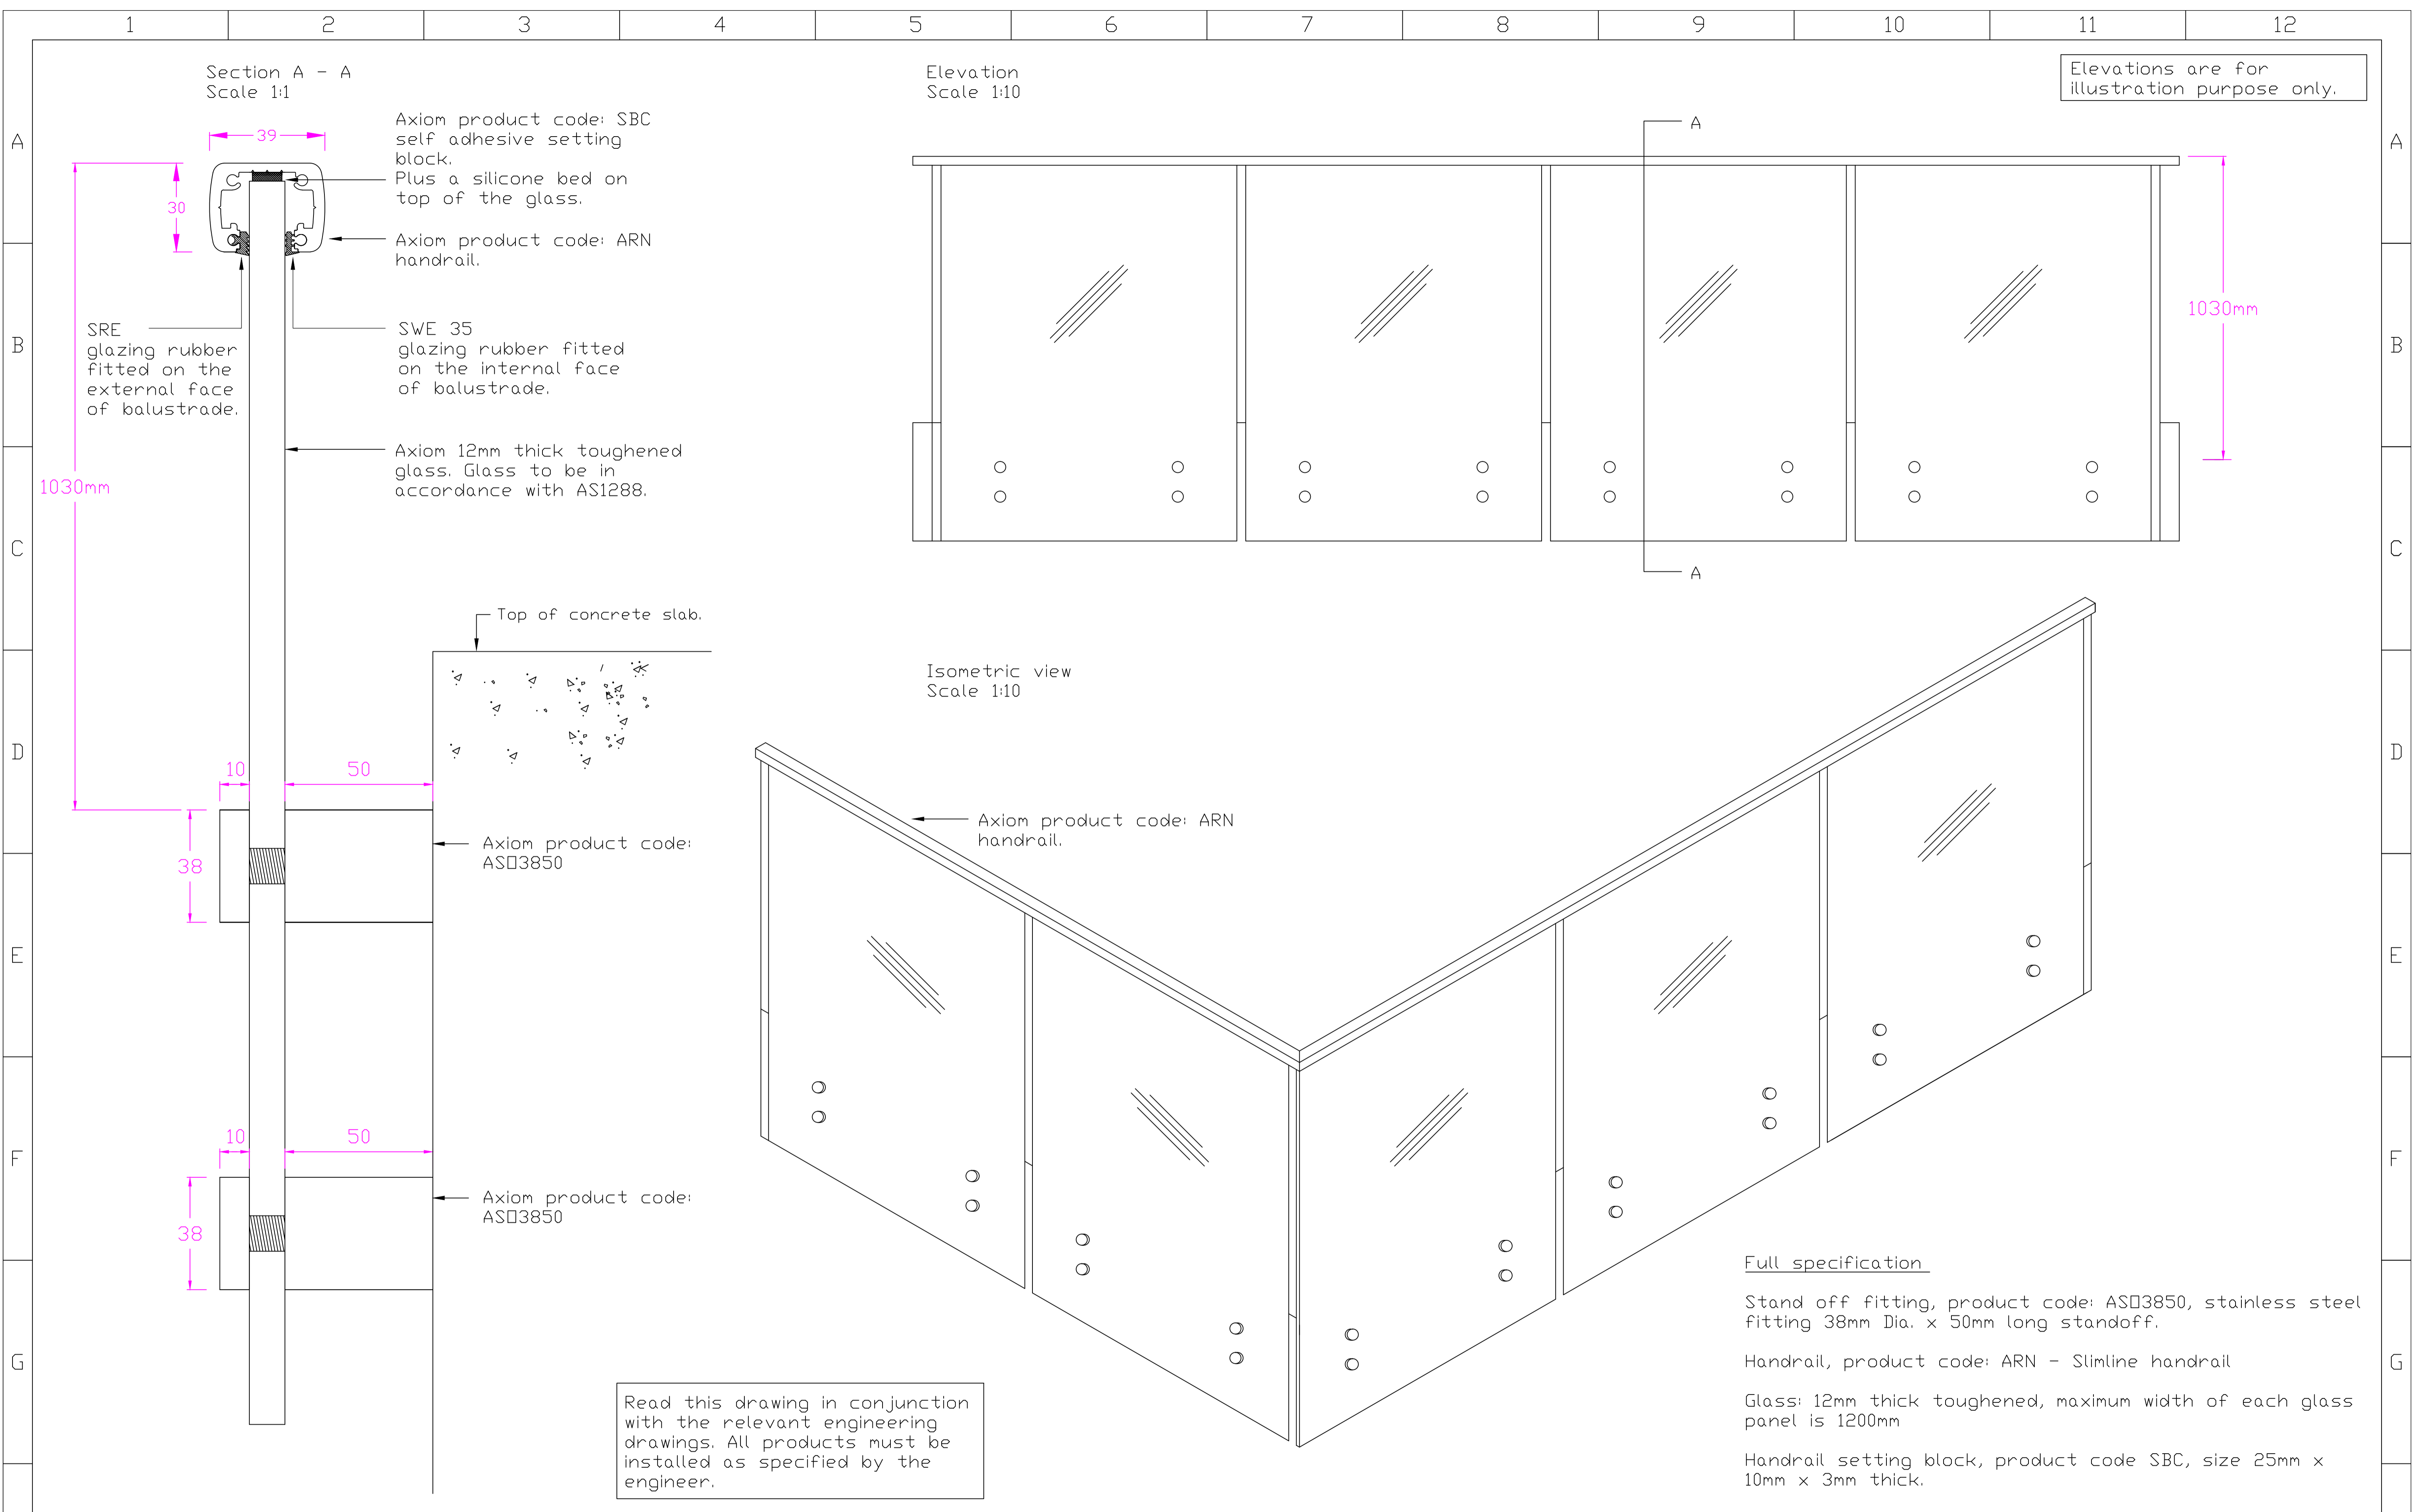 1 2 3 4 5 6 7 8 9 10 11 12
A
B
C
D
E
F
G
Section A - A
Scale 1:1
39
30
1030mm
Axiom product code: SBC
self adhesive setting
block.
Plus a silicone bed on
top of the glass.
Axiom product code: ARN
handrail.
SRE
glazing rubber
fitted on the
external face
of balustrade.
SWE 35
glazing rubber fitted
on the internal face
of balustrade.
Axiom 12mm thick toughened
glass. Glass to be in
accordance with AS1288.
Top of concrete slab.
10 50
38
Axiom product code:
AS□3850
10 50
38
Axiom product code:
AS□3850
Elevation
Scale 1:10
A
A
1030mm
Elevations are for
illustration purpose only.
Isometric view
Scale 1:10
Axiom product code: ARN
handrail.
Read this drawing in conjunction
with the relevant engineering
drawings. All products must be
installed as specified by the
engineer.
Full specification
Stand off fitting, product code: AS□3850, stainless steel
fitting 38mm Dia. x 50mm long standoff.
Handrail, product code: ARN - Slimline handrail
Glass: 12mm thick toughened, maximum width of each glass
panel is 1200mm
Handrail setting block, product code SBC, size 25mm x
10mm x 3mm thick.
A
B
C
D
E
F
G